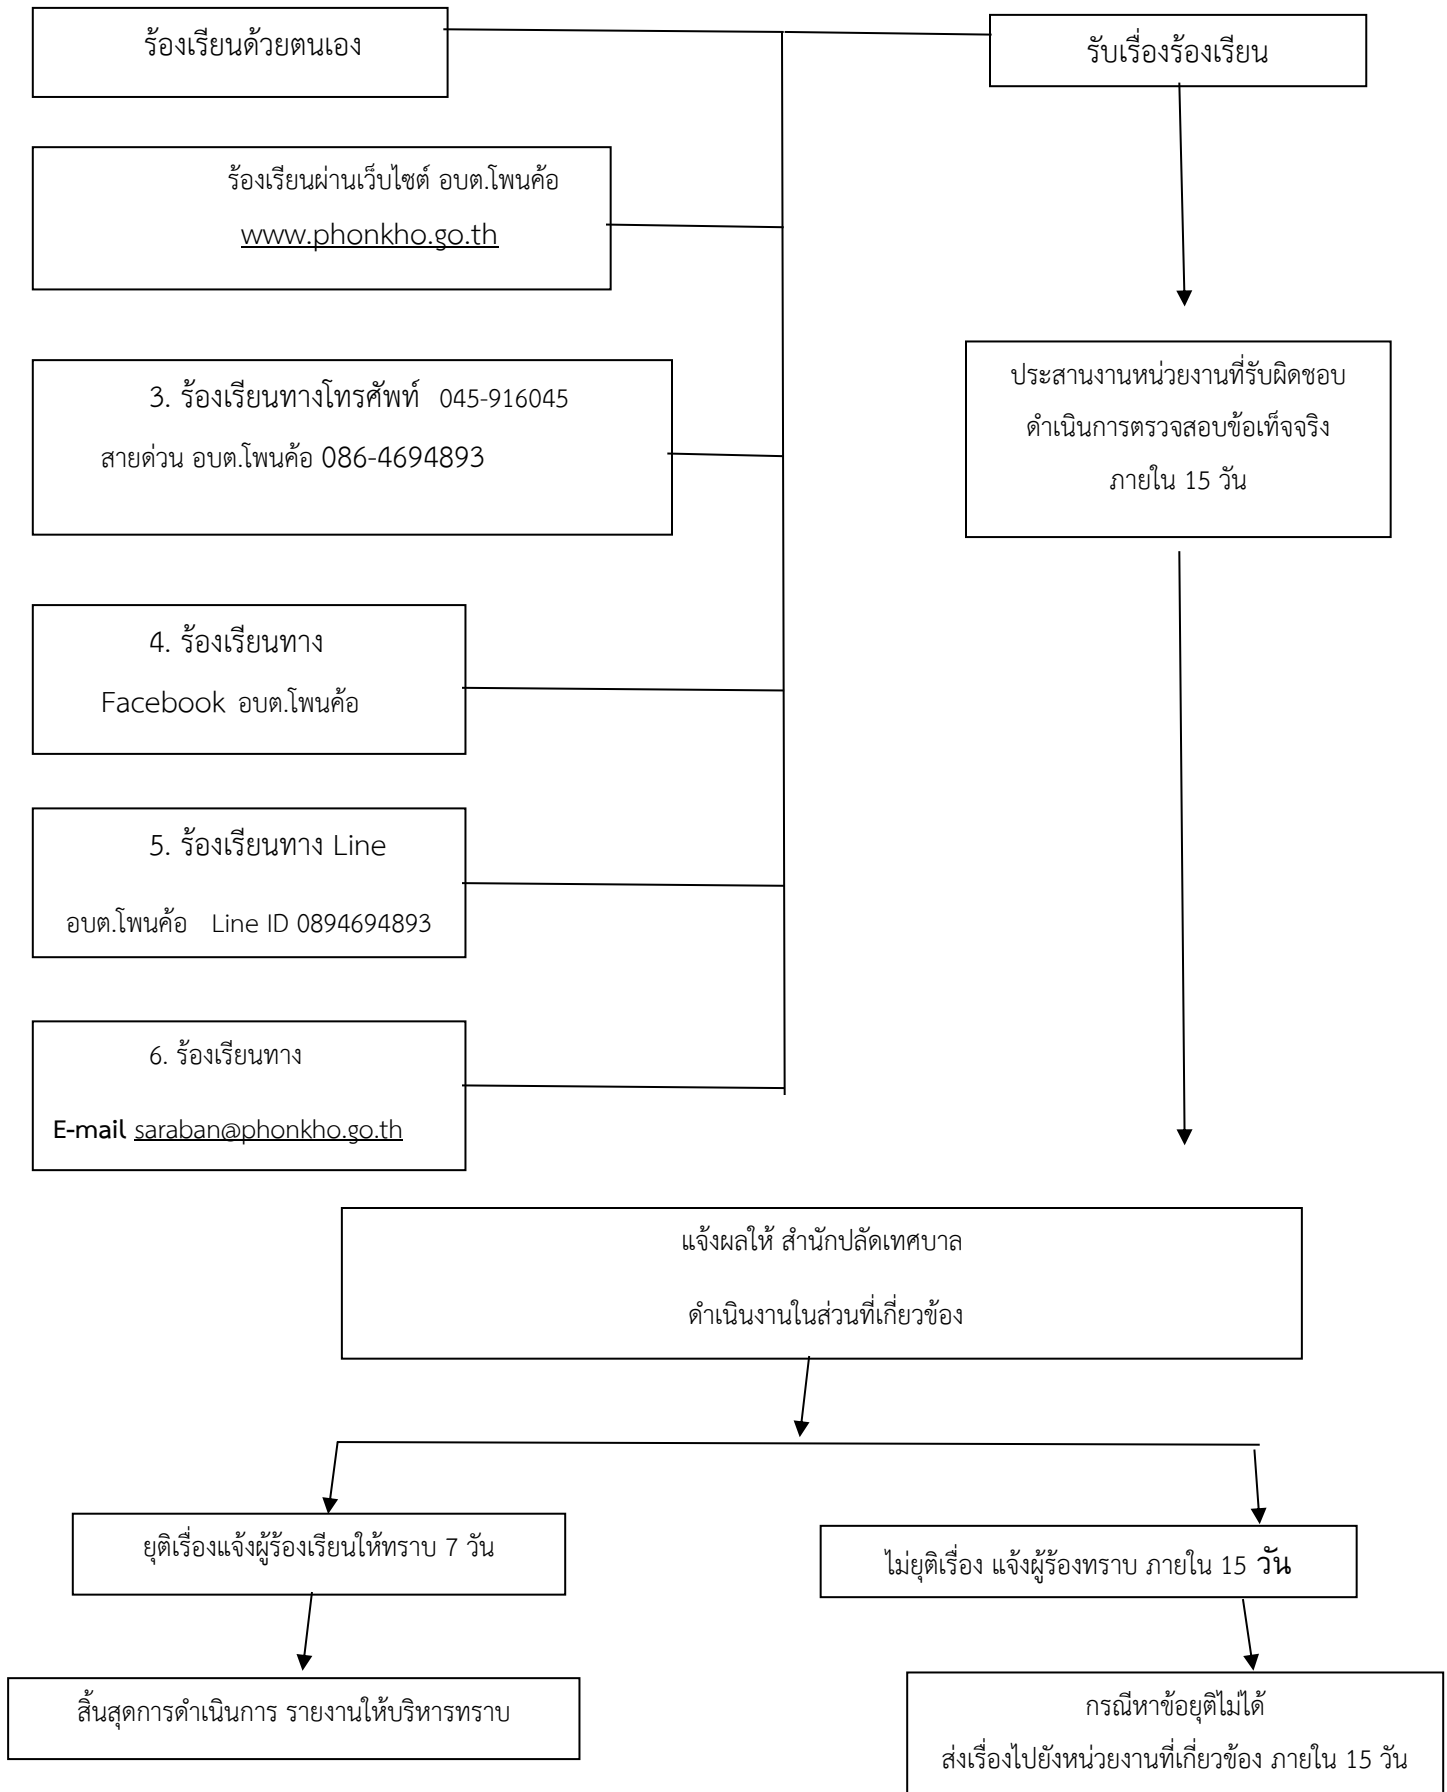 ร้องเรียนด้วยตนเอง
รับเรื่องร้องเรียน
ร้องเรียนผ่านเว็บไซต์ อบต.โพนค้อ
www.phonkho.go.th
3. ร้องเรียนทางโทรศัพท์ 045-916045
สายด่วน อบต.โพนค้อ 086-4694893
ประสานงานหน่วยงานที่รับผิดชอบ
ดำเนินการตรวจสอบข้อเท็จจริง
ภายใน 15 วัน
4. ร้องเรียนทาง
Facebook อบต.โพนค้อ
5. ร้องเรียนทาง Line
อบต.โพนค้อ Line ID 0894694893
6. ร้องเรียนทาง
E-mail saraban@phonkho.go.th
แจ้งผลให้ สำนักปลัดเทศบาล
ดำเนินงานในส่วนที่เกี่ยวข้อง
ยุติเรื่องแจ้งผู้ร้องเรียนให้ทราบ 7 วัน
ไม่ยุติเรื่อง แจ้งผู้ร้องทราบ ภายใน 15 วัน
สิ้นสุดการดำเนินการ รายงานให้บริหารทราบ
กรณีหาข้อยุติไม่ได้
ส่งเรื่องไปยังหน่วยงานที่เกี่ยวข้อง ภายใน 15 วัน